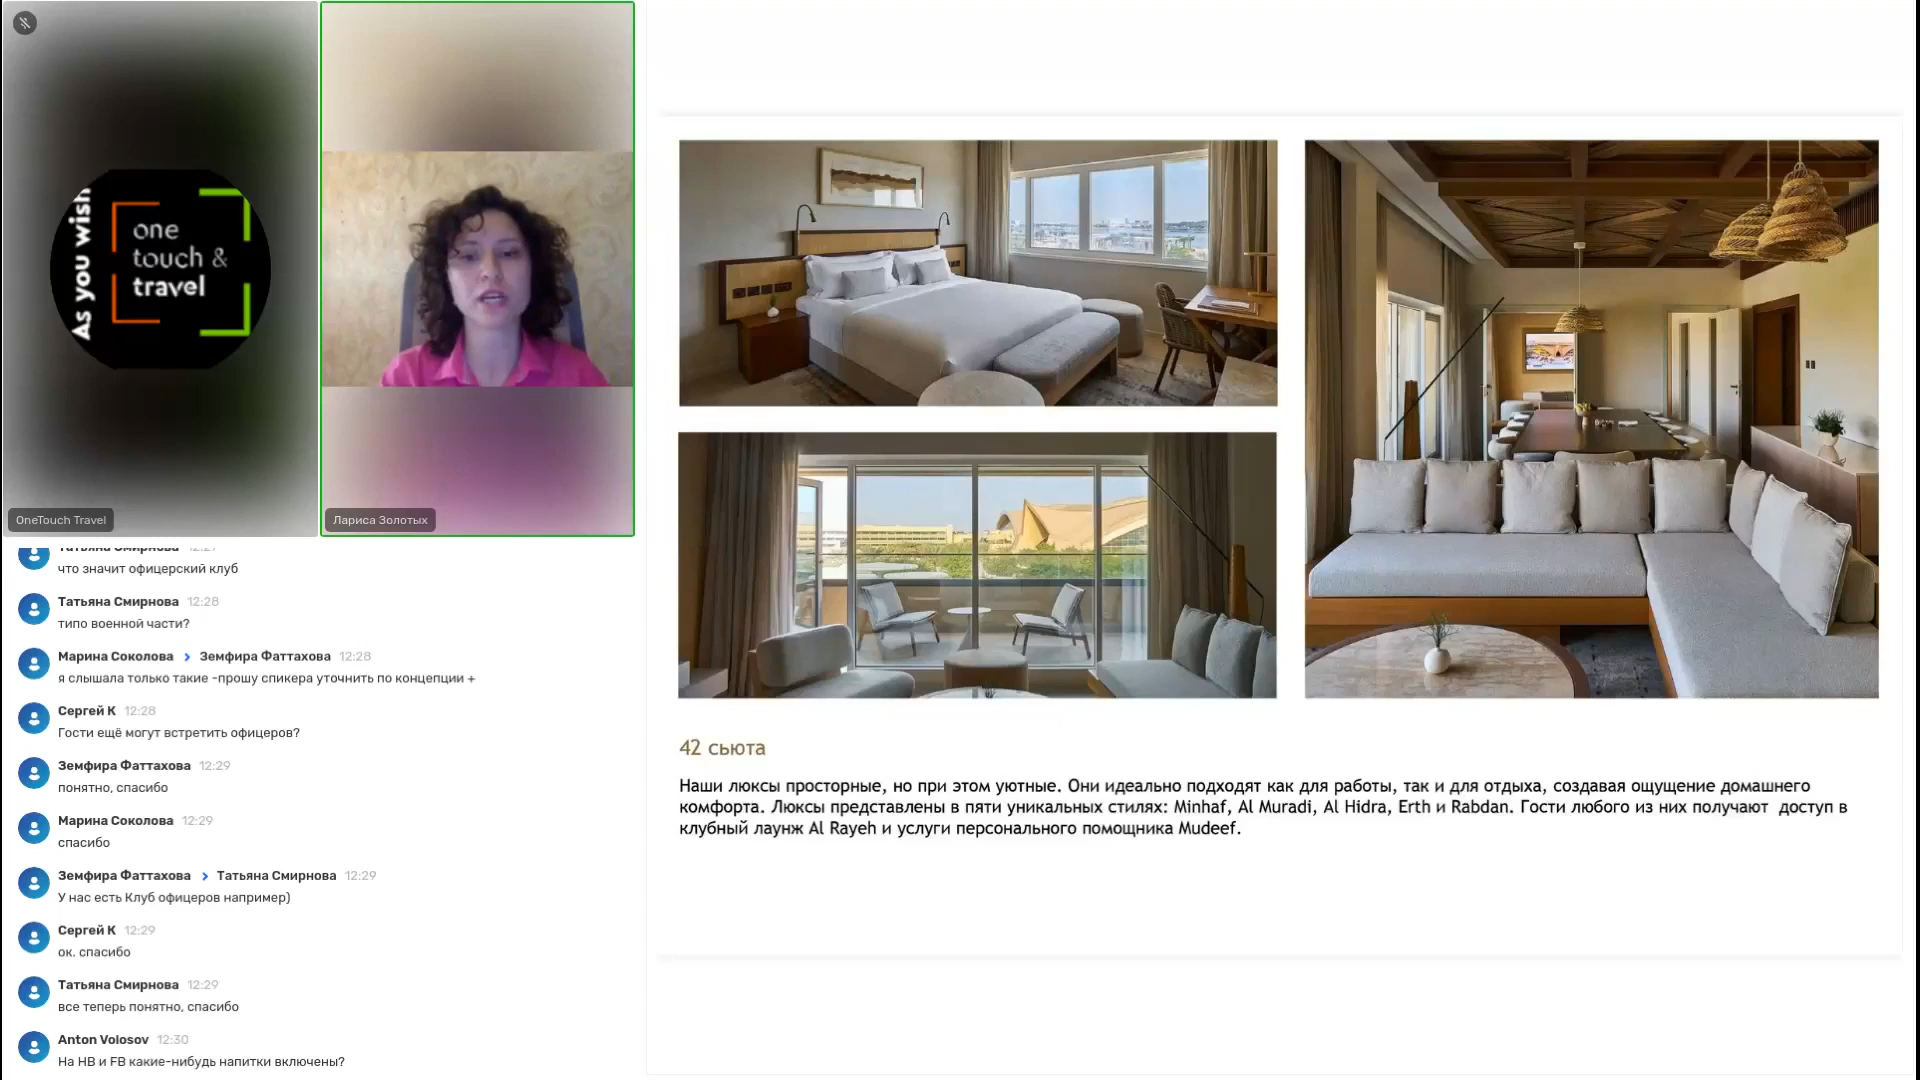 As you wish
one
touch &
travel
OneTouch Travel
Лариса Золотых
Татьяна Смирнова 12:27
что значит офицерский клуб
Татьяна Смирнова 12:28
типо военной части?
Марина Соколова > Земфира Фаттахова 12:28
я слышала только такие -прошу спикера уточнить по концепции +
Сергей К 12:28
Гости ещё могут встретить офицеров?
Земфира Фаттахова 12:29
понятно, спасибо
Марина Соколова 12:29
спасибо
Земфира Фаттахова > Татьяна Смирнова 12:29
У нас есть Клуб офицеров например)
Сергей К 12:29
ок. спасибо
Татьяна Смирнова 12:29
все теперь понятно, спасибо
Anton Volosov 12:30
На HB и FB какие-нибудь напитки включены?
42 сьюта
Наши люксы просторные, но при этом уютные. Они идеально подходят как для работы, так и для отдыха, создавая ощущение домашнего
комфорта. Люксы представлены в пяти уникальных стилях: Minhaf, Al Muradi, Al Hidra, Erth и Rabdan. Гости любого из них получают доступ в
клубный лаунж Al Rayeh и услуги персонального помощника Mudeef.